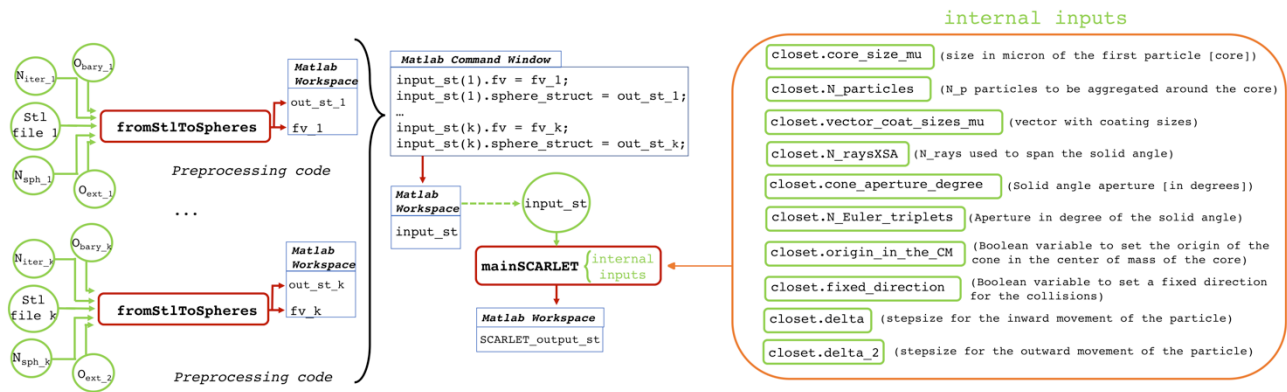 internal inputs
O_bary_1
N_iter_1
Stl
file 1
N_sph_1
O_ext_1
fromStlToSpheres
Matlab
Workspace
out_st_1
fv_1
Preprocessing code
...
O_bary_k
N_iter_k
Stl
file k
N_sph_k
O_ext_2
fromStlToSpheres
Matlab
Workspace
out_st_k
fv_k
Preprocessing code
Matlab Command Window
input_st(1).fv = fv_1;
input_st(1).sphere_struct = out_st_1;
…
input_st(k).fv = fv_k;
input_st(k).sphere_struct = out_st_k;
Matlab
Workspace
input_st
input_st
mainSCARLET { internal
inputs
Matlab Workspace
SCARLET_output_st
closet.core_size_mu (size in micron of the first particle [core])
closet.N_particles (N_p particles to be aggregated around the core)
closet.vector_coat_sizes_mu (vector with coating sizes)
closet.N_raysXSA (N_rays used to span the solid angle)
closet.cone_aperture_degree (Solid angle aperture [in degrees])
closet.N_Euler_triplets (Aperture in degree of the solid angle)
closet.origin_in_the_CM (Boolean variable to set the origin of the
cone in the center of mass of the core)
closet.fixed_direction (Boolean variable to set a fixed direction
for the collisions)
closet.delta (stepsize for the inward movement of the particle)
closet.delta_2 (stepsize for the outward movement of the particle)